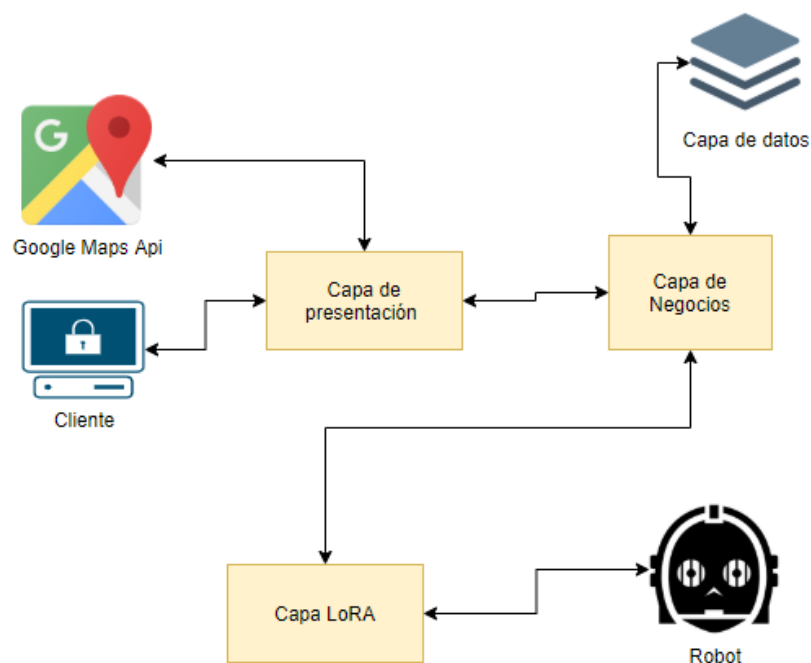 Capa de datos
G
Google Maps Api
Capa de
presentación
Capa de
Negocios
Cliente
Capa LoRA
Robot